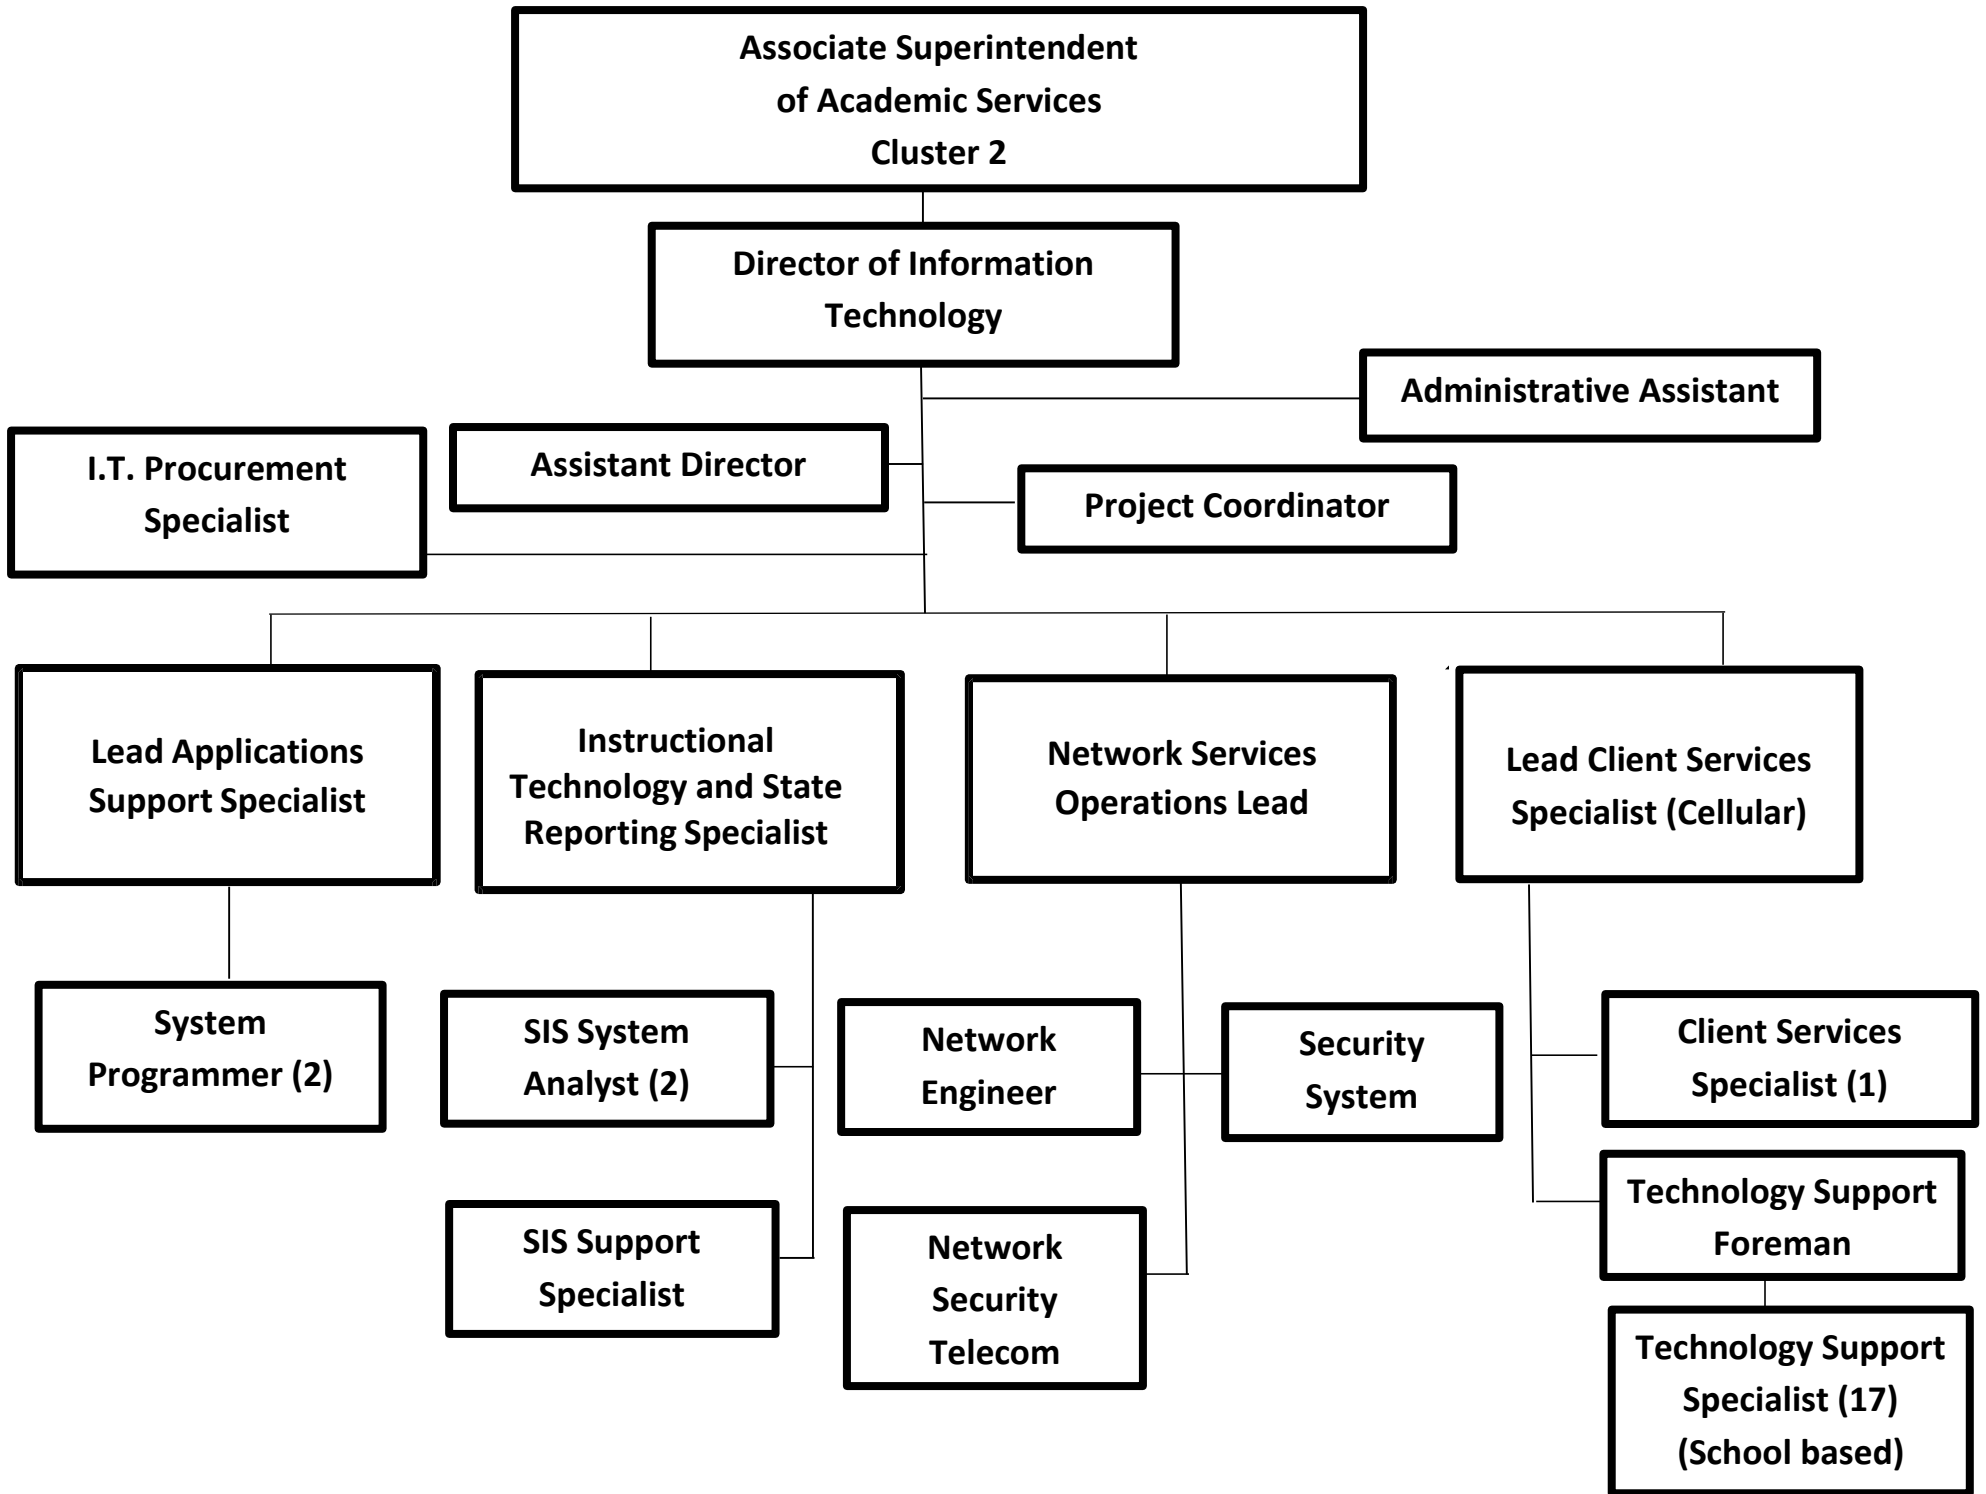 Associate Superintendent
of Academic Services
Cluster 2
Director of Information
Technology
Administrative Assistant
I.T. Procurement
Specialist
Assistant Director
Project Coordinator
Lead Applications
Support Specialist
Instructional
Technology and State
Reporting Specialist
Network Services
Operations Lead
Lead Client Services
Specialist (Cellular)
System
Programmer (2)
SIS System
Analyst (2)
Network
Engineer
Security
System
Client Services
Specialist (1)
SIS Support
Specialist
Network
Security
Telecom
Technology Support
Foreman
Technology Support
Specialist (17)
(School based)